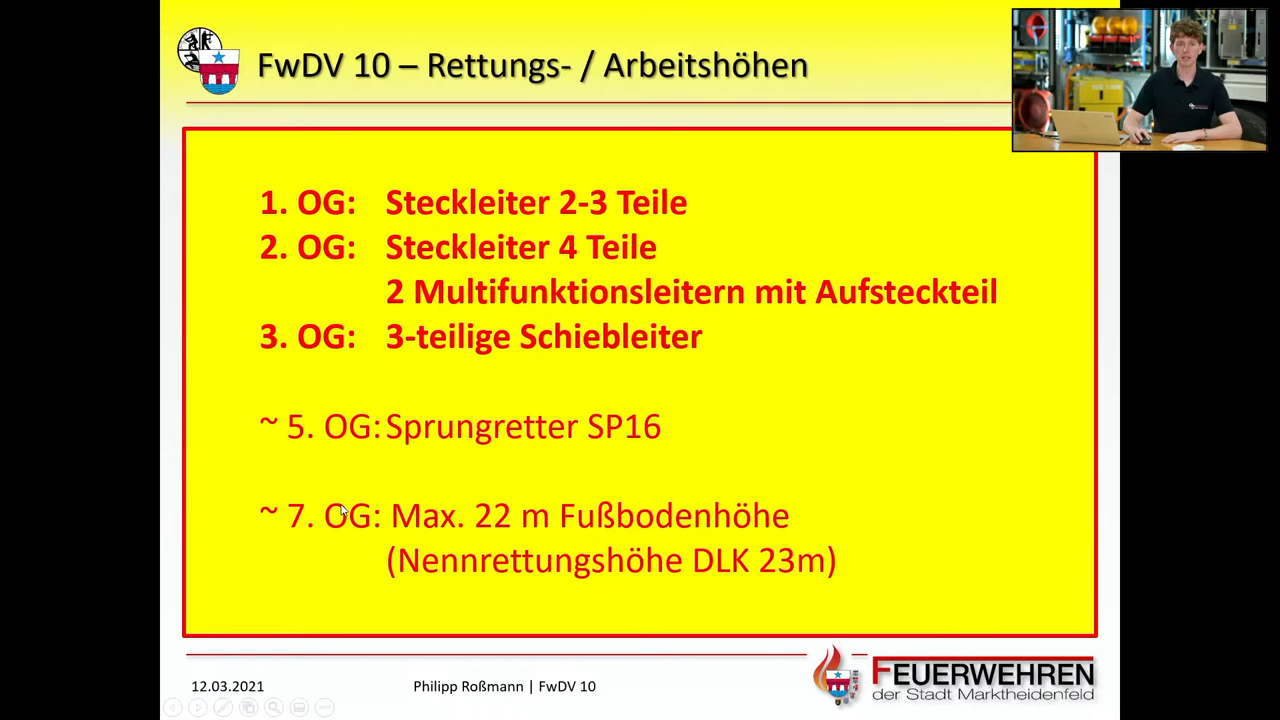 FwDV 10 – Rettungs- / Arbeitshöhen
1. OG: Steckleiter 2-3 Teile
2. OG: Steckleiter 4 Teile
2 Multifunktionsleitern mit Aufsteckteil
3. OG: 3-teilige Schiebleiter
~ 5. OG: Sprungretter SP16
~ 7. OG: Max. 22 m Fußbodenhöhe
(Nennrettungshöhe DLK 23m)
12.03.2021
Philipp Roßmann | FwDV 10
FEUERWEHREN
der Stadt Marktheidenfeld